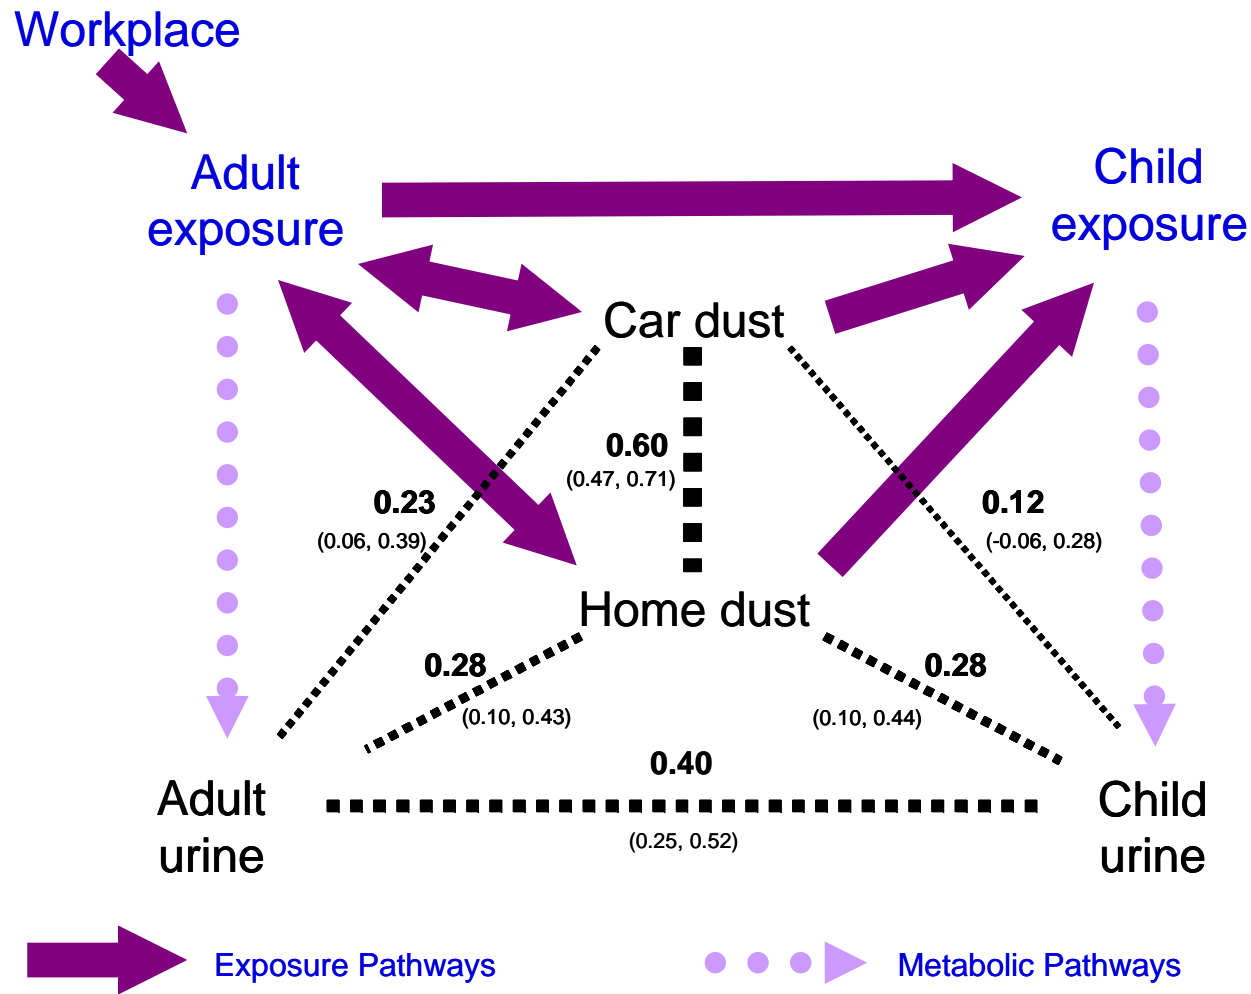 Workplace
Adult
exposure
Child
exposure
Car dust
0.60
(0.47, 0.71)
0.23
(0.06, 0.39)
0.12
(-0.06, 0.28)
Home dust
0.28
(0.10, 0.43)
0.28
(0.10, 0.44)
0.40
(0.25, 0.52)
Adult
urine
Child
urine
Exposure Pathways
Metabolic Pathways